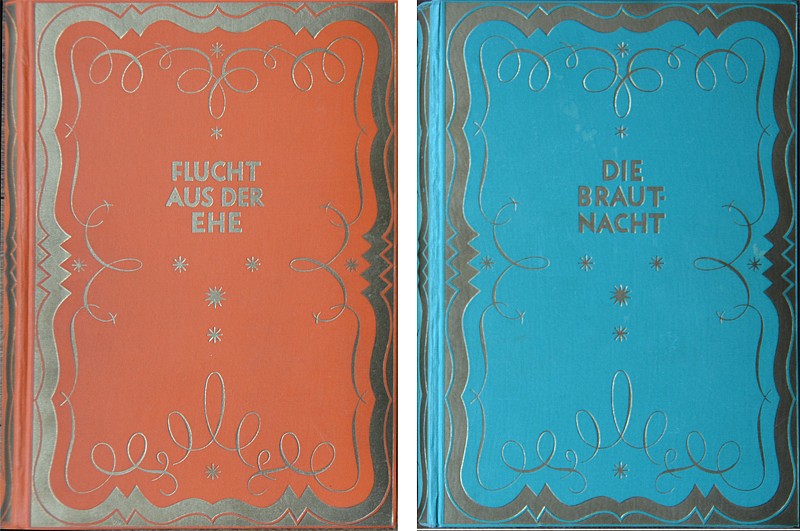 FLUCHT
AUS DER
EHE
DIE
BRAUT-
NACHT